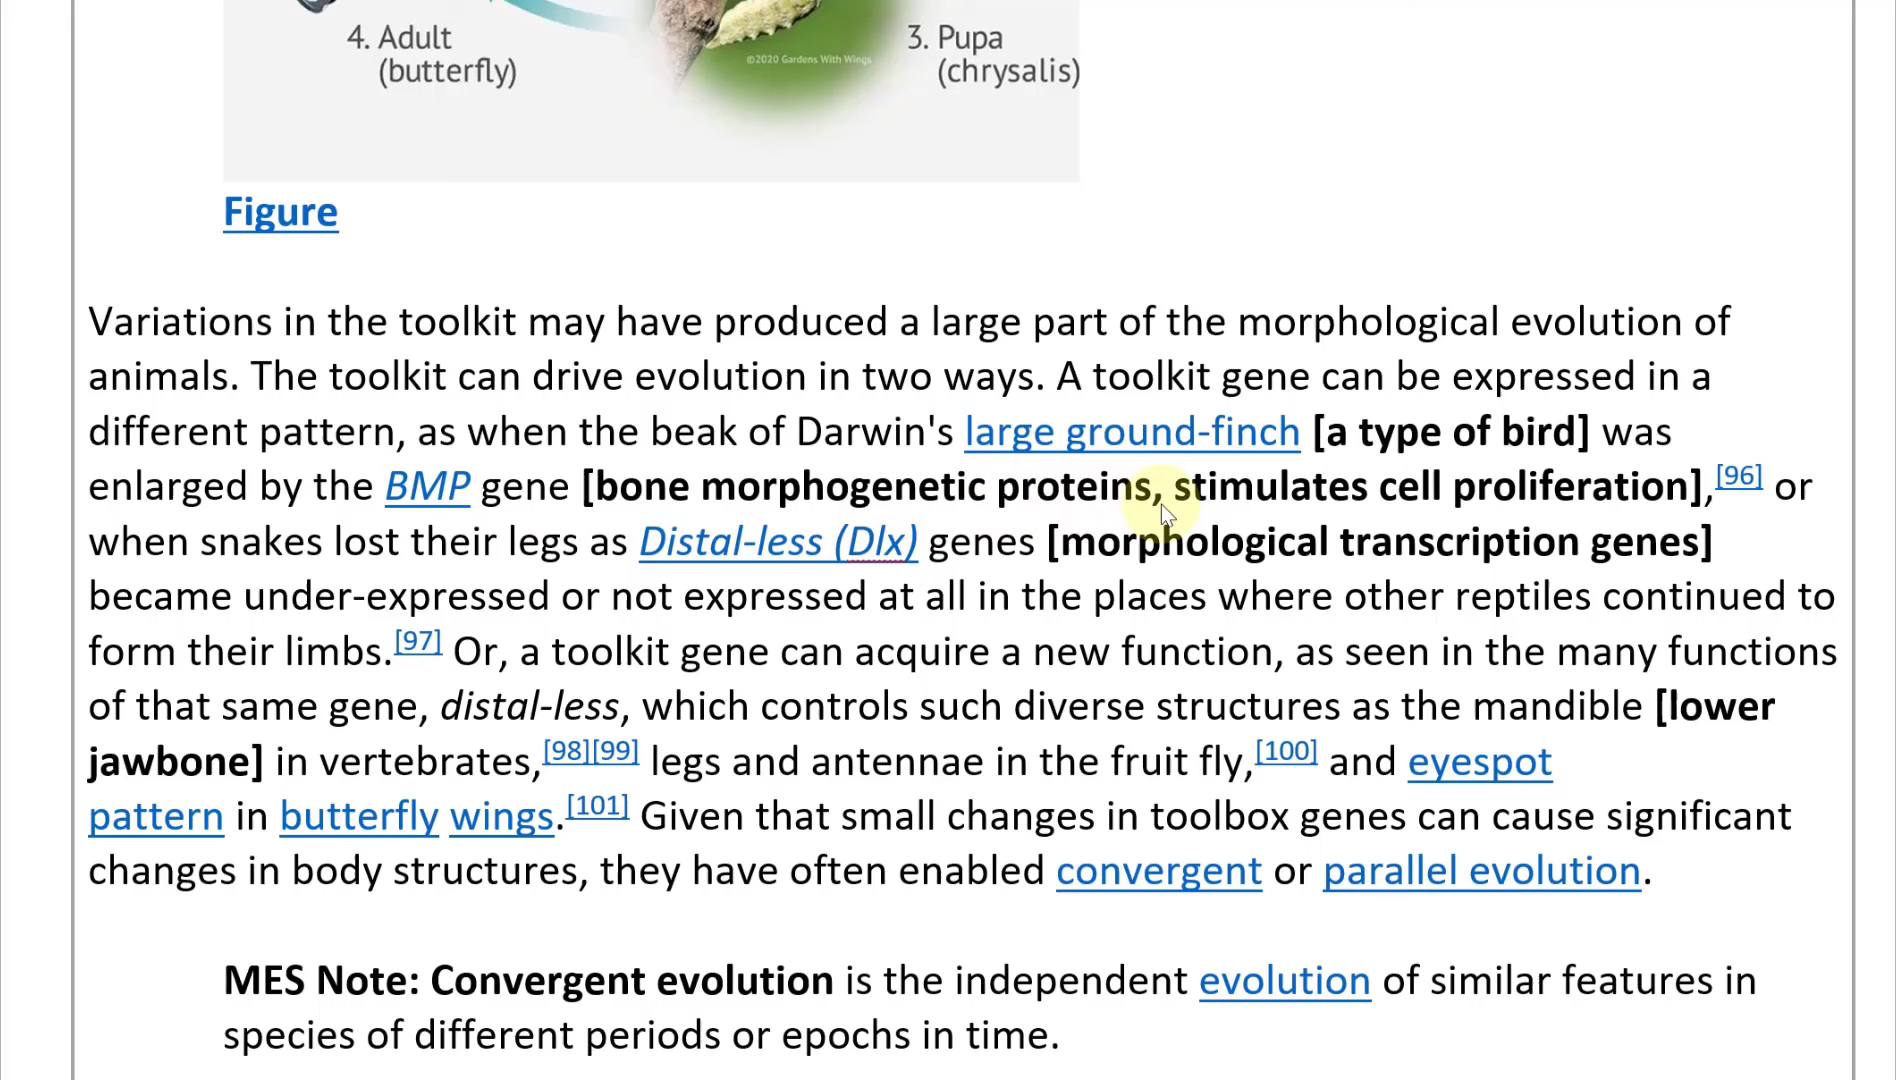 4. Adult
(butterfly)
3. Pupa
(chrysalis)
©2020 Gardens With Wings
Figure
Variations in the toolkit may have produced a large part of the morphological evolution of
animals. The toolkit can drive evolution in two ways. A toolkit gene can be expressed in a
different pattern, as when the beak of Darwin's large ground-finch [a type of bird] was
enlarged by the BMP gene [bone morphogenetic proteins, stimulates cell proliferation],[96] or
when snakes lost their legs as Distal-less (Dlx) genes [morphological transcription genes]
became under-expressed or not expressed at all in the places where other reptiles continued to
form their limbs.[97] Or, a toolkit gene can acquire a new function, as seen in the many functions
of that same gene, distal-less, which controls such diverse structures as the mandible [lower
jawbone] in vertebrates,[98][99] legs and antennae in the fruit fly,[100] and eyespot
pattern in butterfly wings.[101] Given that small changes in toolbox genes can cause significant
changes in body structures, they have often enabled convergent or parallel evolution.
MES Note: Convergent evolution is the independent evolution of similar features in
species of different periods or epochs in time.